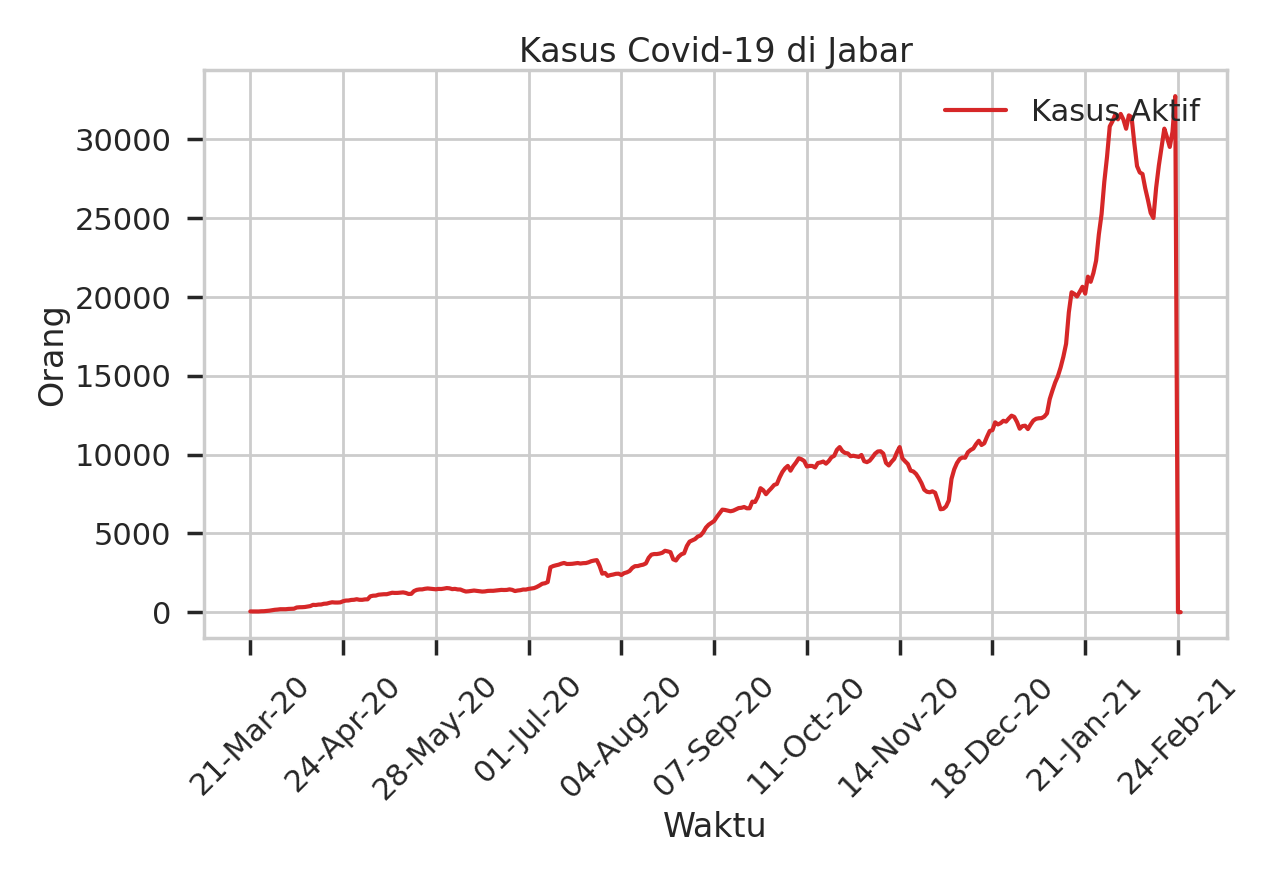 Kasus Covid-19 di Jabar
Kasus Aktif
Orang
30000
25000
20000
15000
10000
5000
0
21-Mar-20
24-Apr-20
28-May-20
01-Jul-20
04-Aug-20
07-Sep-20
11-Oct-20
14-Nov-20
18-Dec-20
21-Jan-21
24-Feb-21
Waktu